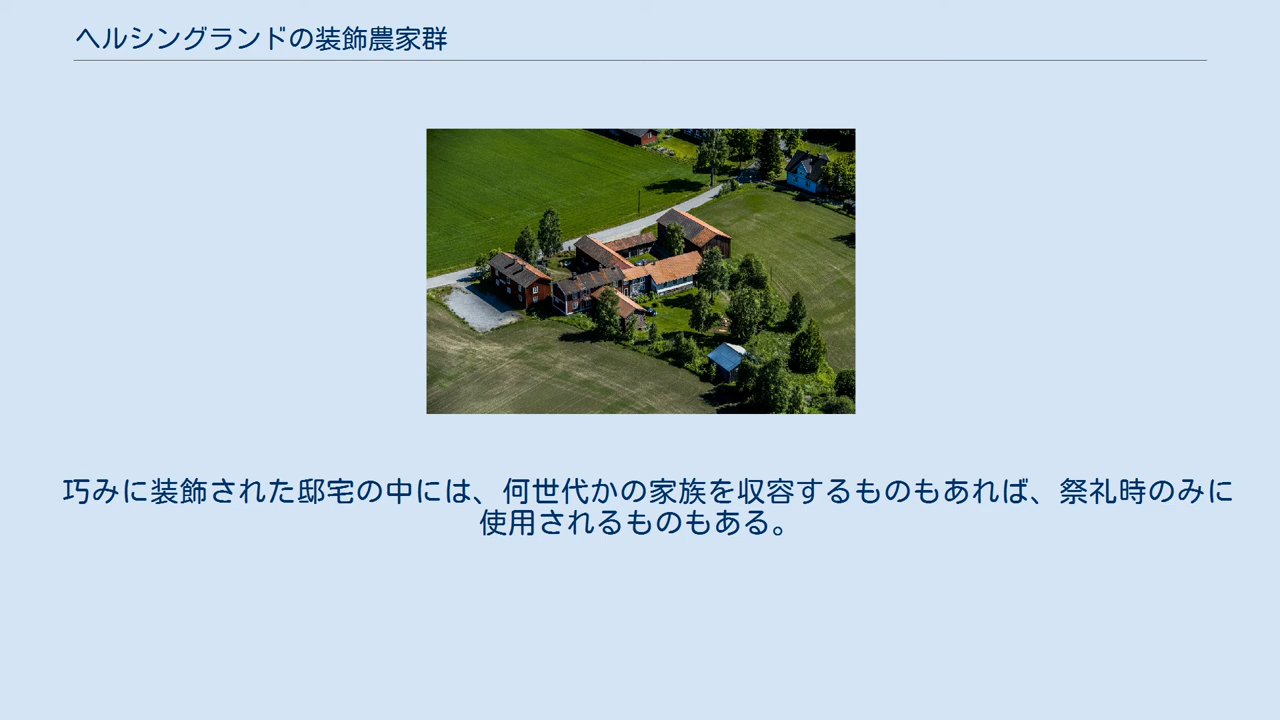 ヘルシングランドの装飾農家群
巧みに装飾された邸宅の中には、何世代かの家族を収容するものもあれば、祭礼時のみに
使用されるものもある。